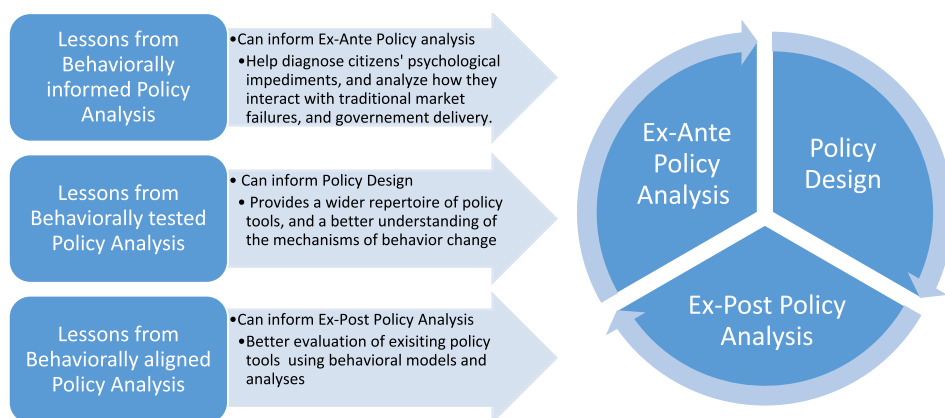 Lessons from
Behaviorally
informed Policy
Analysis
•Can inform Ex-Ante Policy analysis
•Help diagnose citizens' psychological
impediments, and analyze how they
interact with traditional market
failures, and governement delivery.
Lessons from
Behaviorally tested
Policy Analysis
• Can inform Policy Design
• Provides a wider repertoire of policy
tools, and a better understanding of
the mechanisms of behavior change
Lessons from
Behaviorally aligned
Policy Analysis
•Can inform Ex-Post Policy Analysis
•Better evaluation of exisiting policy
tools using behavioral models and
analyses
Ex-Ante
Policy
Analysis
Policy
Design
Ex-Post Policy
Analysis